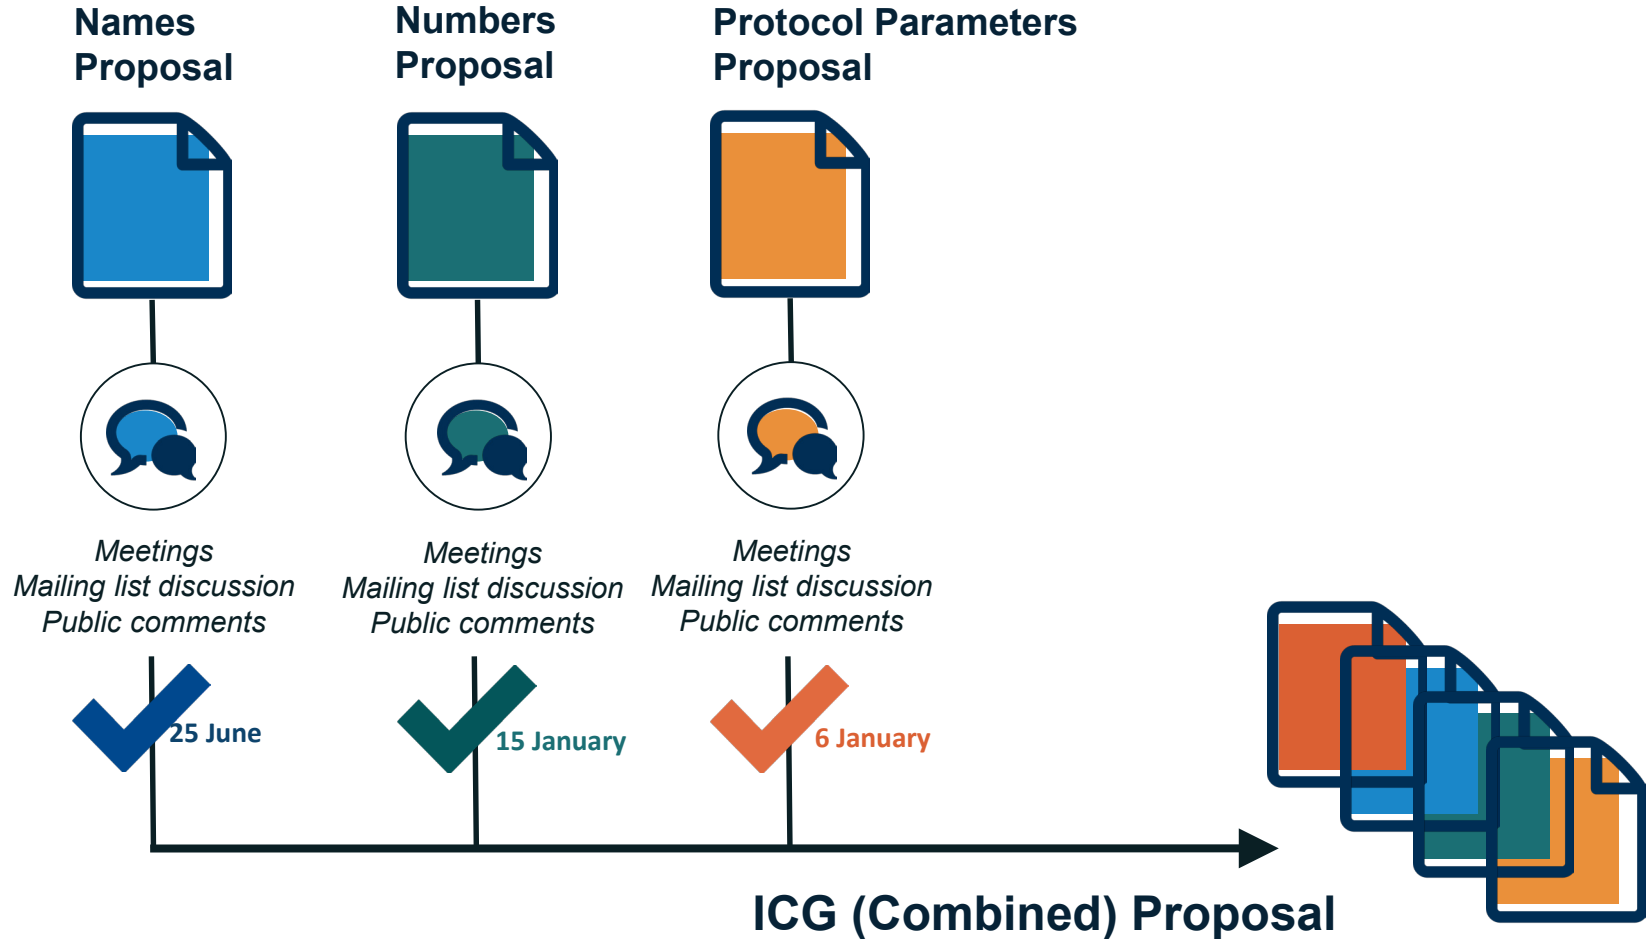 Names
Proposal
Numbers
Proposal
Protocol Parameters
Proposal
Meetings
Mailing list discussion
Public comments
Meetings
Mailing list discussion
Public comments
Meetings
Mailing list discussion
Public comments
25 June
15 January
6 January
ICG (Combined) Proposal